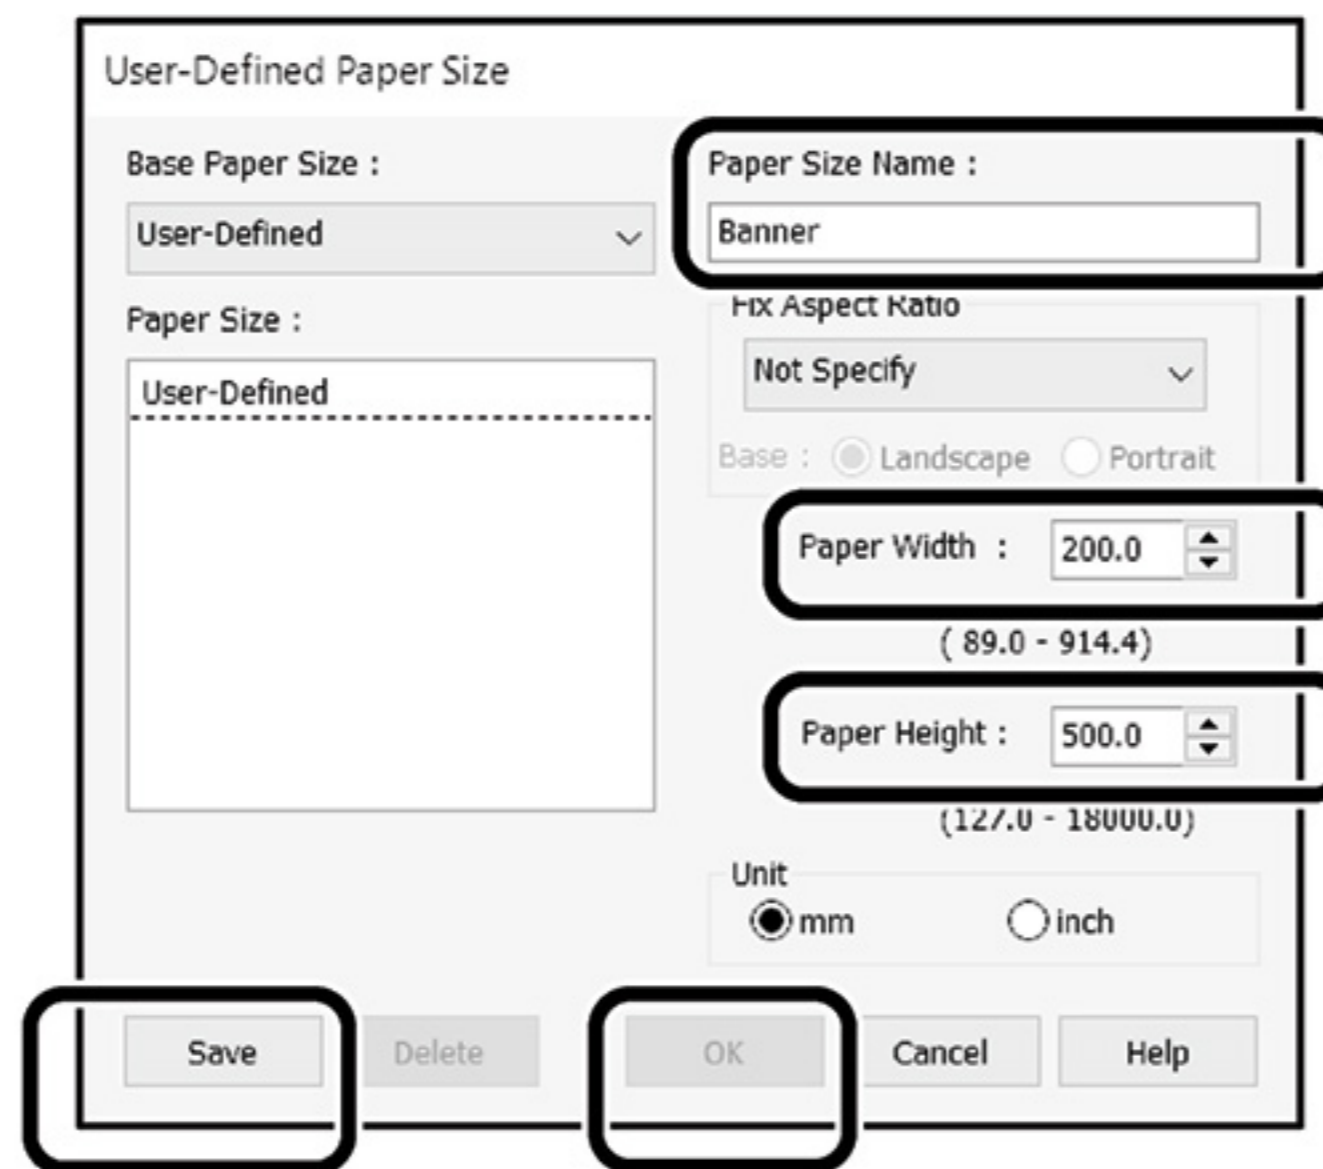 User-Defined Paper Size
Base Paper Size :
User-Defined
Paper Size :
User-Defined
Paper Size Name :
Banner
Fix Aspect Ratio
Not Specify
Base : Landscape Portrait
Paper Width : 200.0
( 89.0 - 914.4)
Paper Height : 500.0
(127.0 - 18000.0)
Unit
mm inch
Save Delete OK Cancel Help